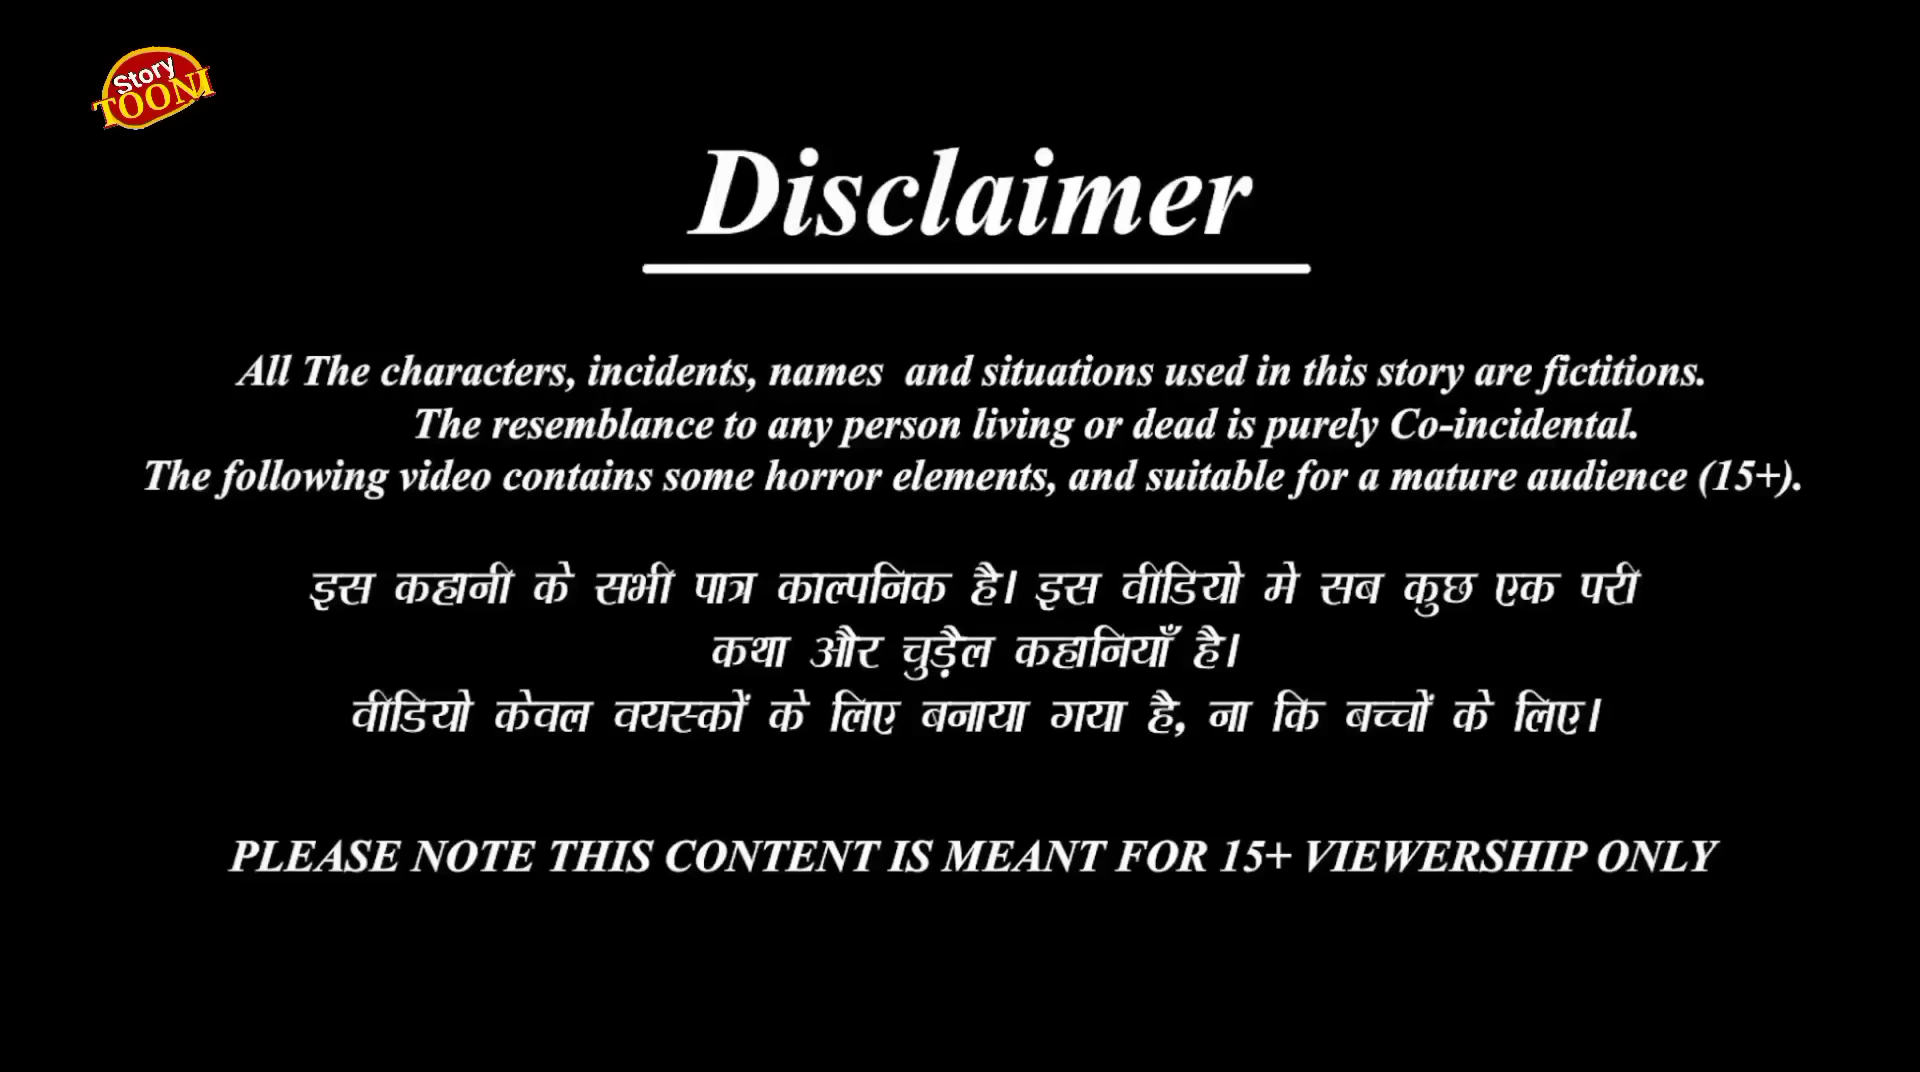 Story
TOONI
Disclaimer
All The characters, incidents, names  and situations used in this story are fictitions.
The resemblance to any person living or dead is purely Co-incidental.
The following video contains some horror elements, and suitable for a mature audience (15+).
इस कहानी के सभी पात्र काल्पनिक है। इस वीडियो मे सब कुछ एक परी
कथा और चुड़ैल कहानियाँ है।
वीडियो केवल वयस्कों के लिए बनाया गया है, ना कि बच्चों के लिए।
PLEASE NOTE THIS CONTENT IS MEANT FOR 15+ VIEWERSHIP ONLY